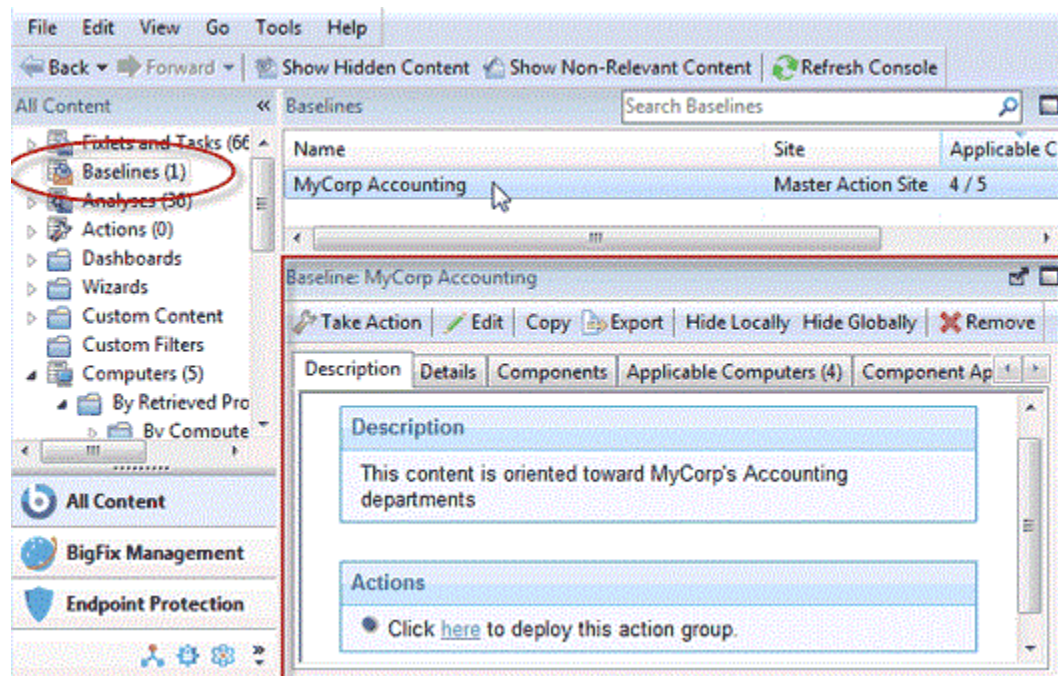 File Edit View Go Tools Help
Back Forward Show Hidden Content Show Non-Relevant Content Refresh Console
All Content « Baselines Search Baselines
Fixlets and Tasks (66
Baselines (1)
Analyses (36)
Actions (0)
Dashboards
Wizards
Custom Content
Custom Filters
Computers (5)
By Retrieved Pro
By Compute
All Content
BigFix Management
Endpoint Protection
Name Site Applicable C
MyCorp Accounting Master Action Site 4 / 5
Baseline: MyCorp Accounting
Take Action Edit Copy Export Hide Locally Hide Globally Remove
Description Details Components Applicable Computers (4) Component Ap
Description
This content is oriented toward MyCorp's Accounting
departments
Actions
Click here to deploy this action group.